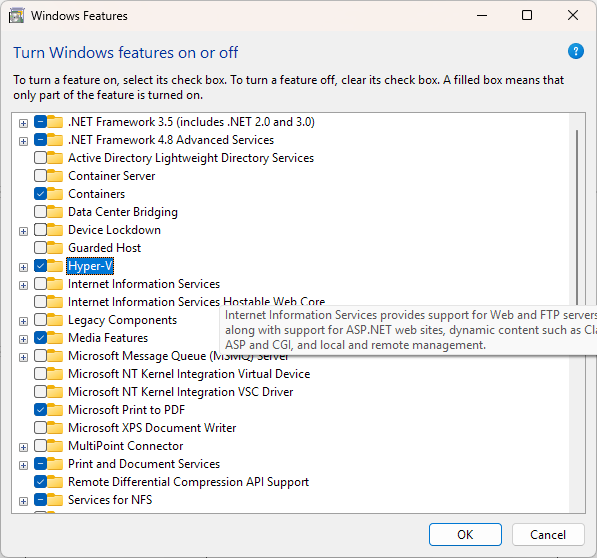 Windows Features
Turn Windows features on or off
?
To turn a feature on, select its check box. To turn a feature off, clear its check box. A filled box means that
only part of the feature is turned on.
.NET Framework 3.5 (includes .NET 2.0 and 3.0)
.NET Framework 4.8 Advanced Services
Active Directory Lightweight Directory Services
Container Server
Containers
Data Center Bridging
Device Lockdown
Guarded Host
Hyper-V
Internet Information Services
Internet Information Services Hostable Web Core
Internet Information Services provides support for Web and FTP servers
Legacy Components
along with support for ASP.NET web sites, dynamic content such as Cla
Media Features
ASP and CGI, and local and remote management.
Microsoft Message Queue (MSMQ) Server
Microsoft NT Kernel Integration Virtual Device
Microsoft NT Kernel Integration VSC Driver
Microsoft Print to PDF
Microsoft XPS Document Writer
MultiPoint Connector
Print and Document Services
Remote Differential Compression API Support
Services for NFS
OK
Cancel